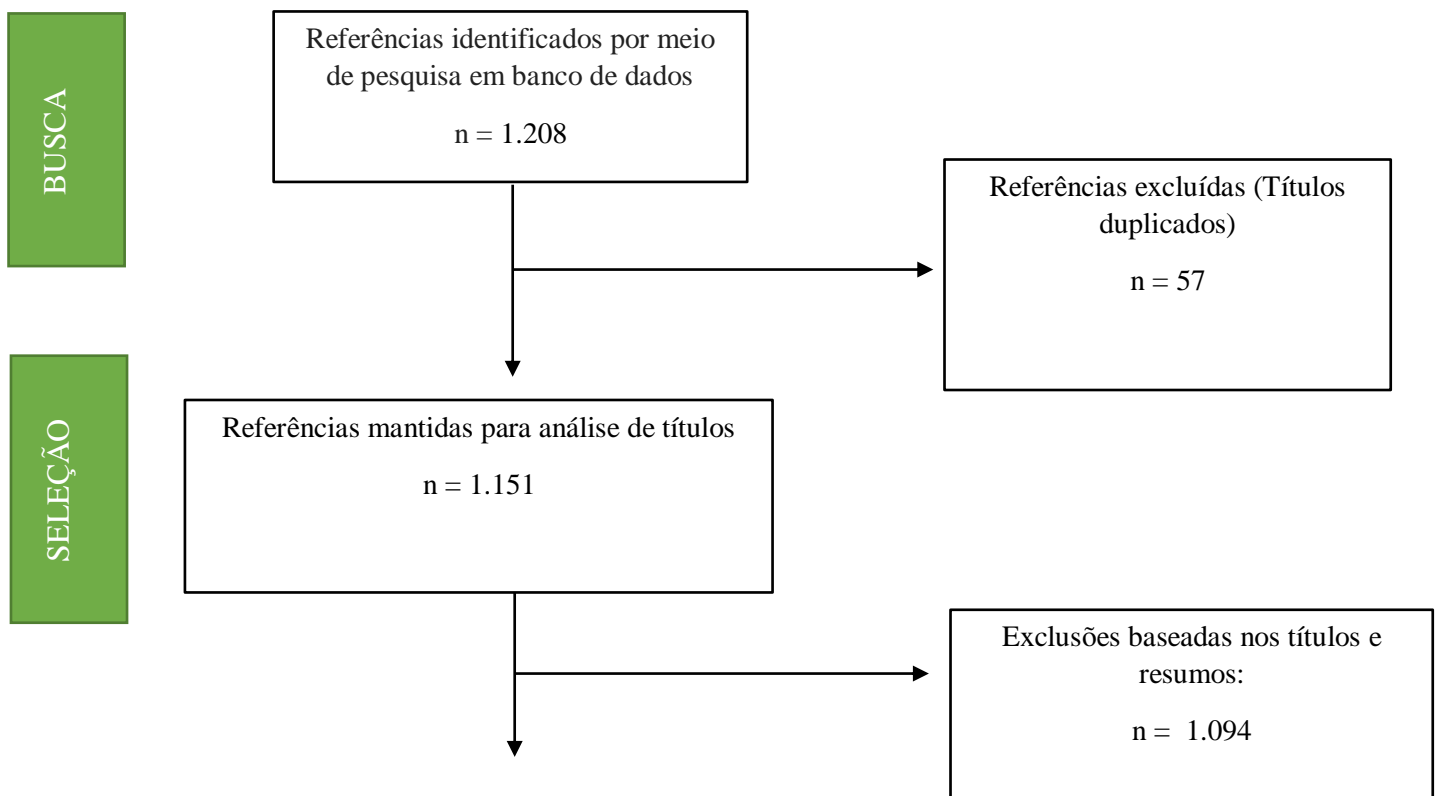 BUSCA
Referências identificados por meio
de pesquisa em banco de dados
n = 1.208
Referências excluídas (Títulos
duplicados)
n = 57
SELEÇÃO
Referências mantidas para análise de títulos
n = 1.151
Exclusões baseadas nos títulos e
resumos:
n = 1.094